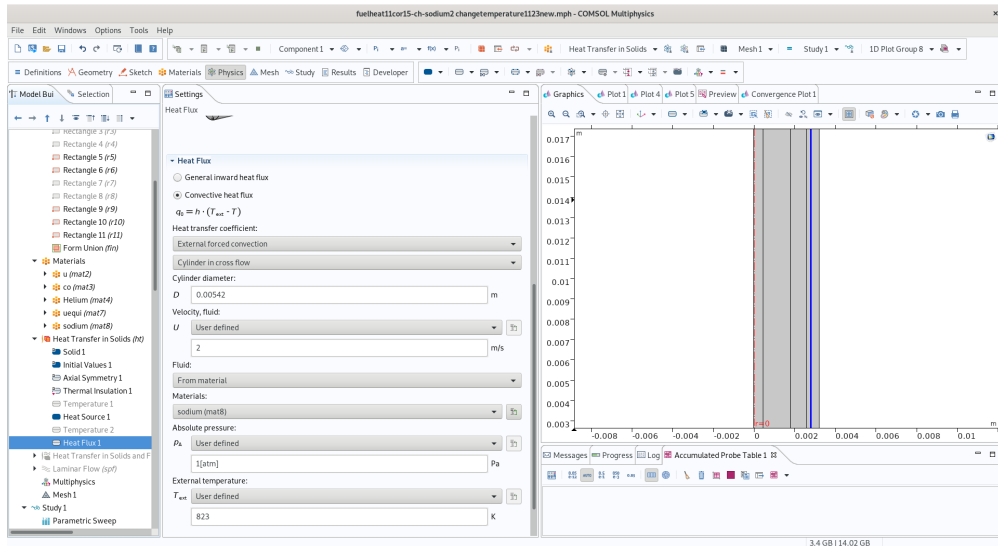 fuelheat11cor15-ch-sodium2 changetemperature1123new.mph - COMSOL Multiphysics
File Edit Windows Options Tools Help
Component 1 Pi a= f(x) P. Heat Transfer in Solids Mesh 1 = Study 1 1D Plot Group 8
Definitions Geometry Sketch Materials Physics Mesh Study Results Developer
Model Bui Selection
Rectangle 3 (r3)
Rectangle 4 (r4)
Rectangle 5 (r5)
Rectangle 6 (r6)
Rectangle 7 (r7)
Rectangle 8 (r8)
Rectangle 9 (r9)
Rectangle 10 (r10)
Rectangle 11 (r11)
Form Union (fin)
Materials
u (mat2)
co (mat3)
Helium (mat4)
uequi (mat7)
sodium (mat8)
Heat Transfer in Solids (ht)
Solid 1
Initial Values 1
Axial Symmetry 1
Thermal Insulation 1
Temperature 1
Heat Source 1
Temperature 2
Heat Flux 1
Heat Transfer in Solids and F
Laminar Flow (spf)
Multiphysics
Mesh 1
Study 1
Parametric Sweep
Settings
Heat Flux
Heat Flux
General inward heat flux
Convective heat flux
q₀ = h · (Text - T)
Heat transfer coefficient:
External forced convection
Cylinder in cross flow
Cylinder diameter:
D 0.00542 m
Velocity, fluid:
U User defined
2 m/s
Fluid:
From material
Materials:
sodium (mat8)
Absolute pressure:
pA User defined
1[atm] Pa
External temperature:
Text User defined
823 K
Graphics Plot 1 Plot 4 Plot 5 Preview Convergence Plot 1
m
0.017
0.016
0.015
0.014
0.013
0.012
0.011
0.01
0.009
0.008
0.007
0.006
0.005
0.004
0.003
r=0
m
-0.008 -0.006 -0.004 -0.002 0 0.002 0.004 0.006 0.008 0.01
Messages Progress Log Accumulated Probe Table 1
3.4 GB | 14.02 GB